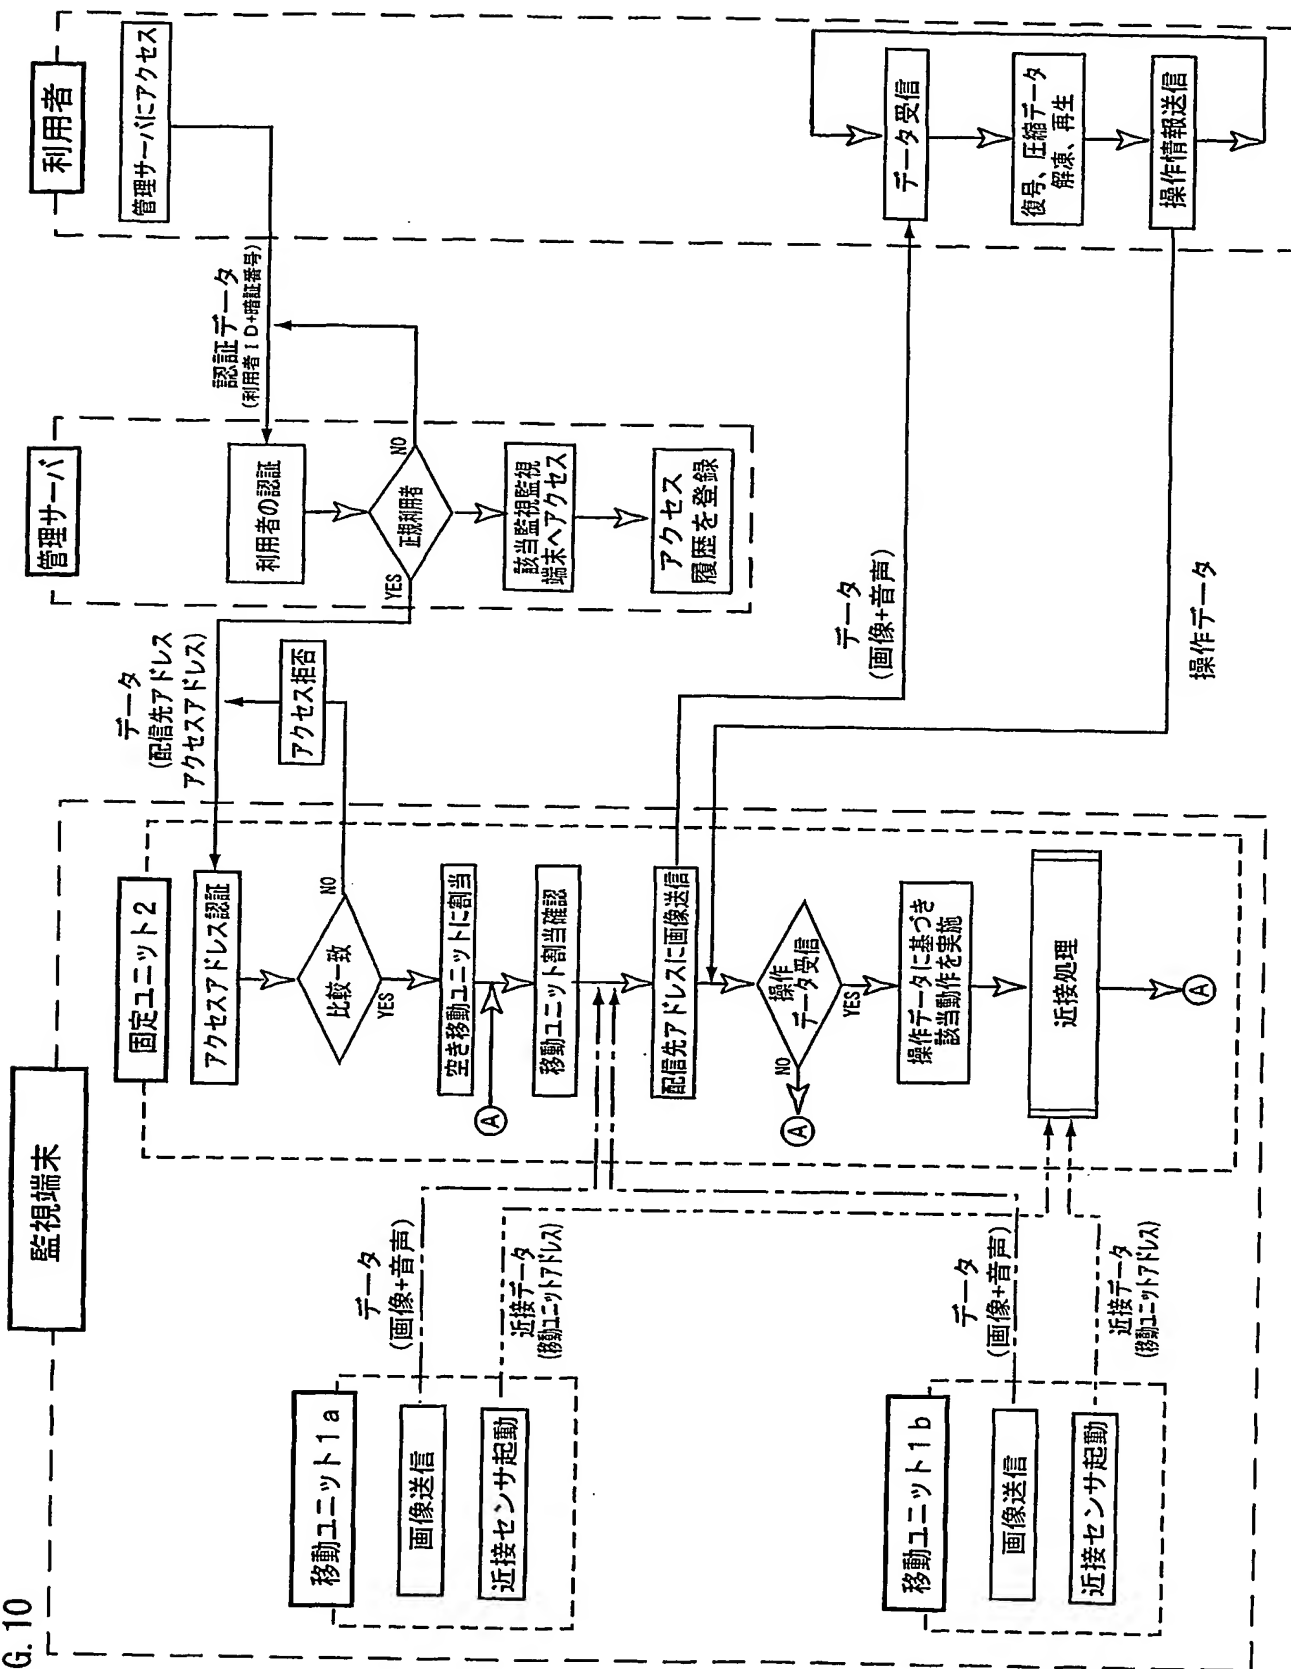 G. 10
監視端末
移動ユニット1a
画像送信
近接センサ起動
データ
(画像+音声)
近接データ
(移動ユニットアドレス)
移動ユニット1b
画像送信
近接センサ起動
データ
(画像+音声)
近接データ
(移動ユニットアドレス)
固定ユニット2
アクセスアドレス認証
比較一致
NO
YES
アクセス拒否
空き移動ユニットに割当
A
移動ユニット割当確認
配信先アドレスに画像送信
操作
データ受信
NO
A
YES
操作データに基づき
該当動作を実施
近接処理
A
データ
(配信先アドレス
アクセスアドレス)
管理サーバ
利用者の認証
正規利用者
YES
NO
該当監視監視
端末へアクセス
アクセス
履歴を登録
認証データ
(利用者ID+暗証番号)
データ
(画像+音声)
操作データ
利用者
管理サーバにアクセス
データ受信
復号、圧縮データ
解凍、再生
操作情報送信